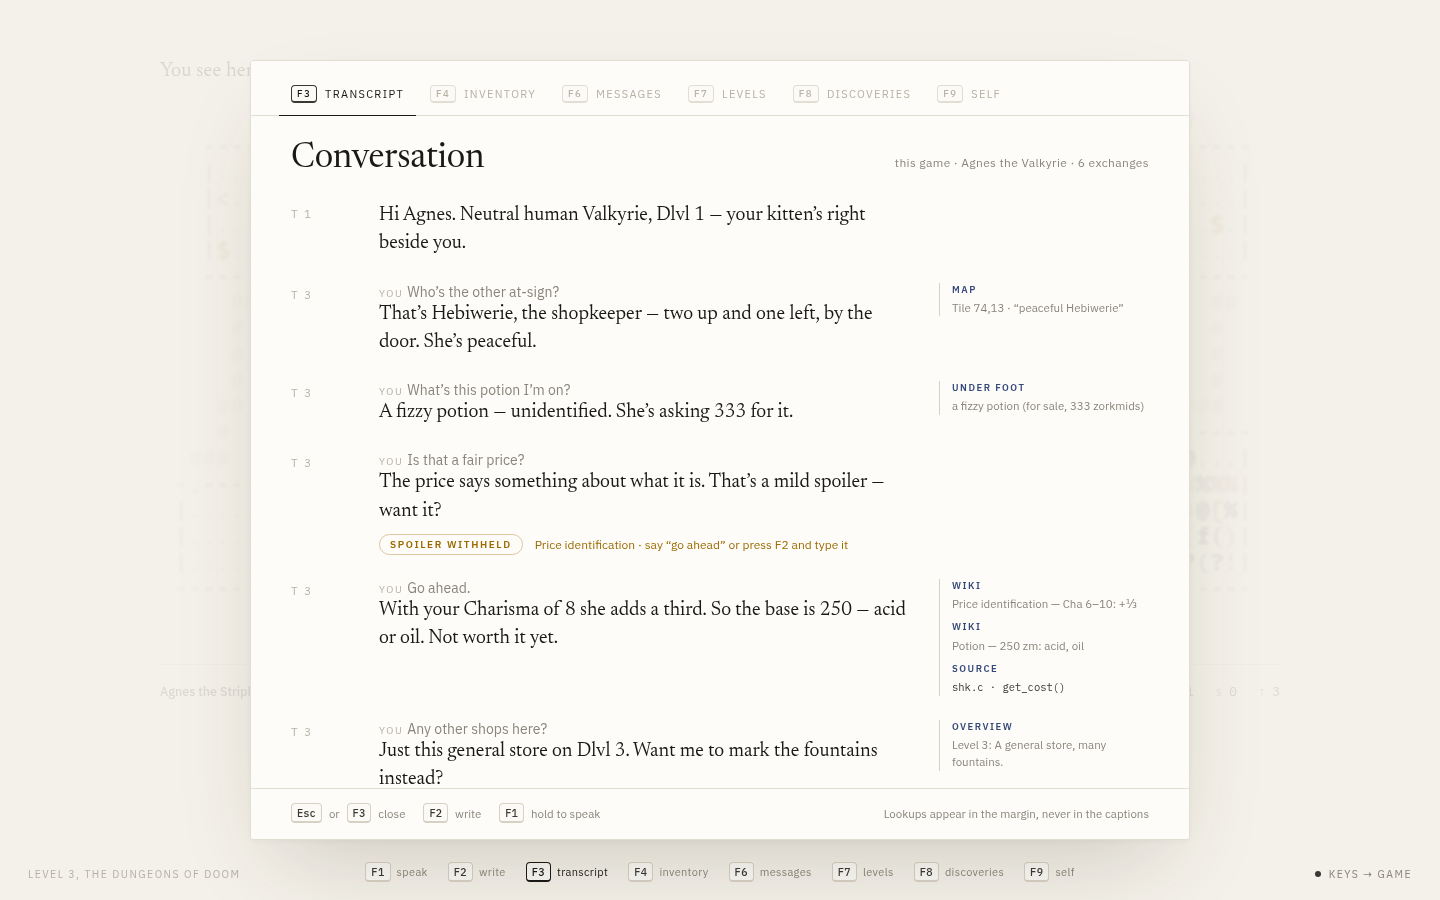 You see her
F3 TRANSCRIPT F4 INVENTORY F6 MESSAGES F7 LEVELS F8 DISCOVERIES F9 SELF
Conversation
this game · Agnes the Valkyrie · 6 exchanges
T 1
Hi Agnes. Neutral human Valkyrie, Dlvl 1 — your kitten’s right
beside you.
T 3
YOU Who’s the other at-sign?
That’s Hebiwerie, the shopkeeper — two up and one left, by the
door. She’s peaceful.
MAP
Tile 74,13 · “peaceful Hebiwerie”
T 3
YOU What’s this potion I’m on?
A fizzy potion — unidentified. She’s asking 333 for it.
UNDER FOOT
a fizzy potion (for sale, 333 zorkmids)
T 3
YOU Is that a fair price?
The price says something about what it is. That’s a mild spoiler —
want it?
SPOILER WITHHELD Price identification · say “go ahead” or press F2 and type it
T 3
YOU Go ahead.
With your Charisma of 8 she adds a third. So the base is 250 — acid
or oil. Not worth it yet.
WIKI
Price identification — Cha 6–10: +⅓
WIKI
Potion — 250 zm: acid, oil
SOURCE
shk.c · get_cost()
T 3
YOU Any other shops here?
Just this general store on Dlvl 3. Want me to mark the fountains
instead?
OVERVIEW
Level 3: A general store, many
fountains.
Agnes the Stripl
0 T 3
Esc or F3 close F2 write F1 hold to speak
Lookups appear in the margin, never in the captions
LEVEL 3, THE DUNGEONS OF DOOM
F1 speak F2 write F3 transcript F4 inventory F6 messages F7 levels F8 discoveries F9 self
KEYS → GAME